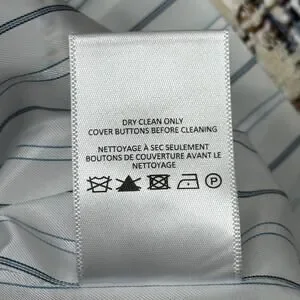 DRY CLEAN ONLY
COVER BUTTONS BEFORE CLEANING
NETTOYAGE À SEC SEULEMENT
BOUTONS DE COUVERTURE AVANT LE
NETTOYAGE
P